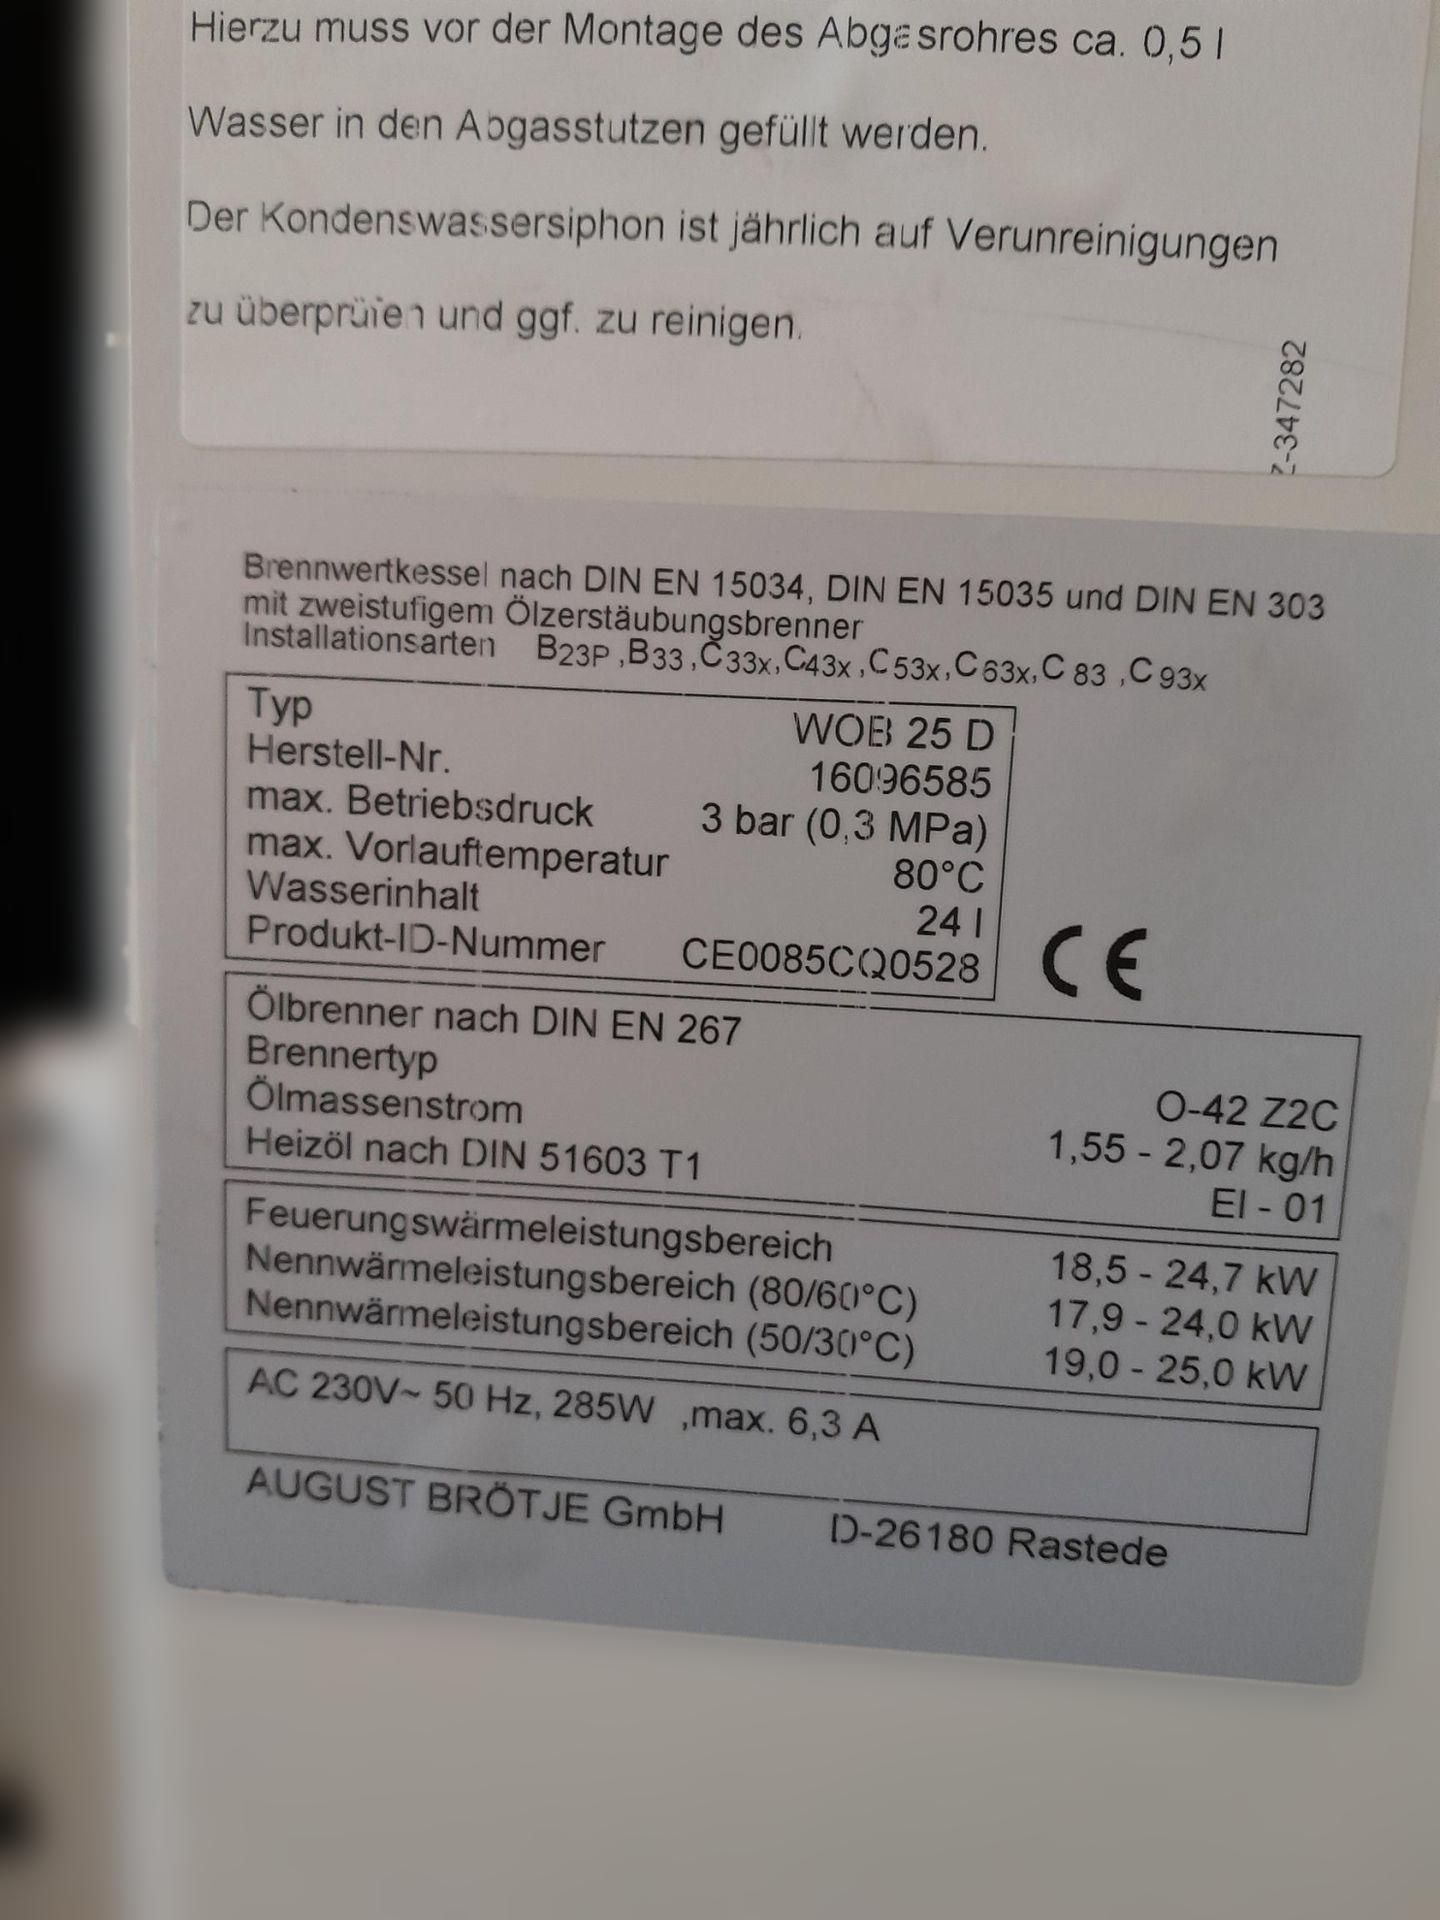 Hierzu muss vor der Montage des Abgasrohres ca. 0,5 l
Wasser in den Abgasstutzen gefüllt werden.
Der Kondenswassersiphon ist jährlich auf Verunreinigungen
zu überprüfen und ggf. zu reinigen.
Z-347282
Brennwertkessel nach DIN EN 15034, DIN EN 15035 und DIN EN 303
mit zweistufigem Ölzerstäubungsbrenner
Installationsarten B23P ,B33 ,C33x, C43x ,C53x, C63x, C 83 ,C 93x
Typ WOB 25 D
Herstell-Nr. 16096585
max. Betriebsdruck 3 bar (0,3 MPa)
max. Vorlauftemperatur 80°C
Wasserinhalt 24 l
Produkt-ID-Nummer CE0085CQ0528
CE
Ölbrenner nach DIN EN 267
Brennertyp O-42 Z2C
Ölmassenstrom 1,55 - 2,07 kg/h
Heizöl nach DIN 51603 T1 El - 01
Feuerungswärmeleistungsbereich 18,5 - 24,7 kW
Nennwärmeleistungsbereich (80/60°C) 17,9 - 24,0 kW
Nennwärmeleistungsbereich (50/30°C) 19,0 - 25,0 kW
AC 230V~ 50 Hz, 285W ,max. 6,3 A
AUGUST BRÖTJE GmbH D-26180 Rastede